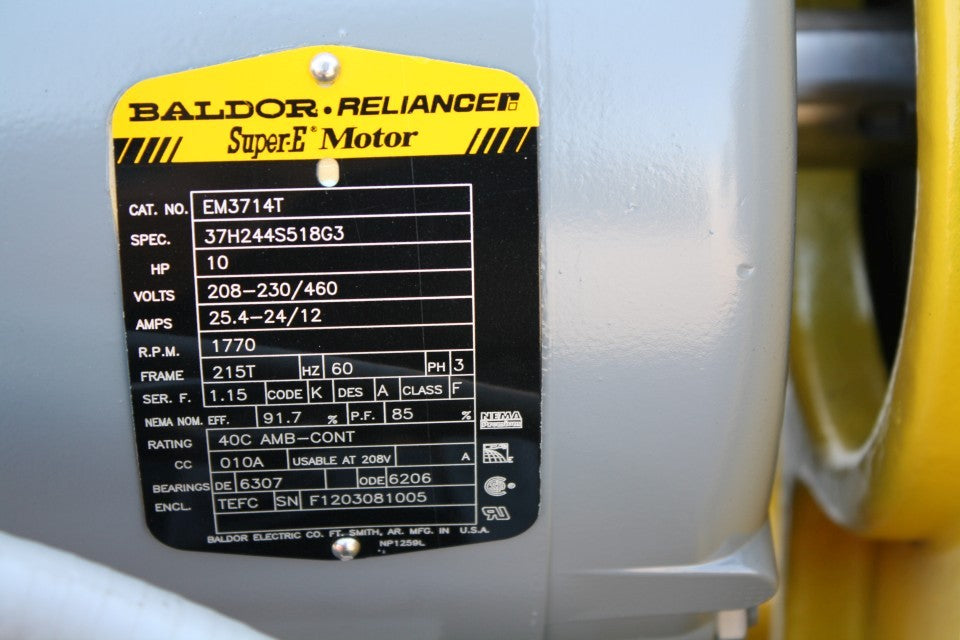 BALDOR • RELIANCE
Super-E® Motor
CAT. NO. EM3714T
SPEC. 37H244S518G3
HP 10
VOLTS 208-230/460
AMPS 25.4-24/12
R.P.M. 1770
FRAME 215T HZ 60 PH 3
SER. F. 1.15 CODE K DES A CLASS F
NEMA NOM. EFF. 91.7 % P.F. 85 %
NEMA Premium
RATING 40C AMB-CONT
CC 010A USABLE AT 208V A
BEARINGS DE 6307 ODE 6206
ENCL. TEFC SN F1203081005
BALDOR ELECTRIC CO. FT. SMITH, AR. MFG. IN U.S.A.
NP1259L